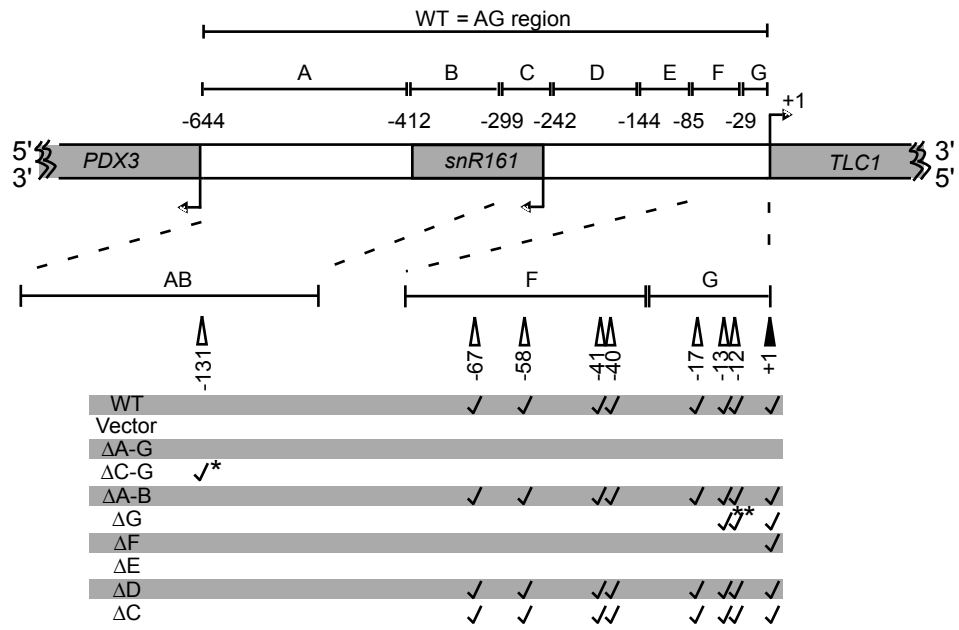 WT = AG region
A B C D E F G
-644 -412 -299 -242 -144 -85 -29 +1
5' PDX3 snR161 TLC1 3'
3' 5'
AB F G
-131 -67 -58 -41 -40 -17 -13 -12 +1
WT ✓ ✓ ✓ ✓ ✓ ✓ ✓ ✓
Vector
ΔA-G
ΔC-G ✓*
ΔA-B ✓ ✓ ✓ ✓ ✓ ✓ ✓ ✓
ΔG ✓ ✓ ** ✓
ΔF ✓
ΔE
ΔD ✓ ✓ ✓ ✓ ✓ ✓ ✓ ✓
ΔC ✓ ✓ ✓ ✓ ✓ ✓ ✓ ✓